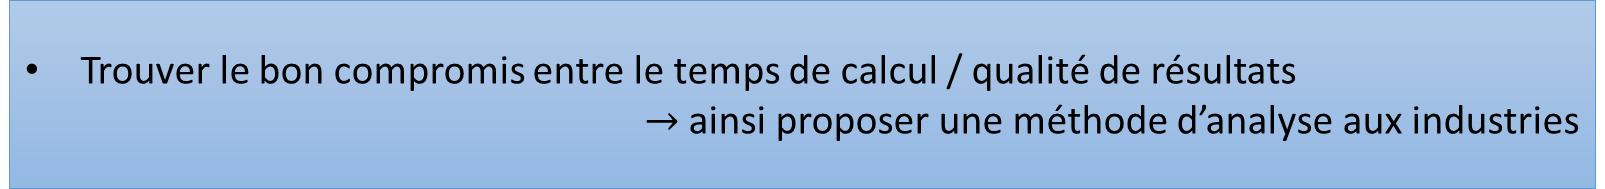 • Trouver le bon compromis entre le temps de calcul / qualité de résultats
→ ainsi proposer une méthode d’analyse aux industries